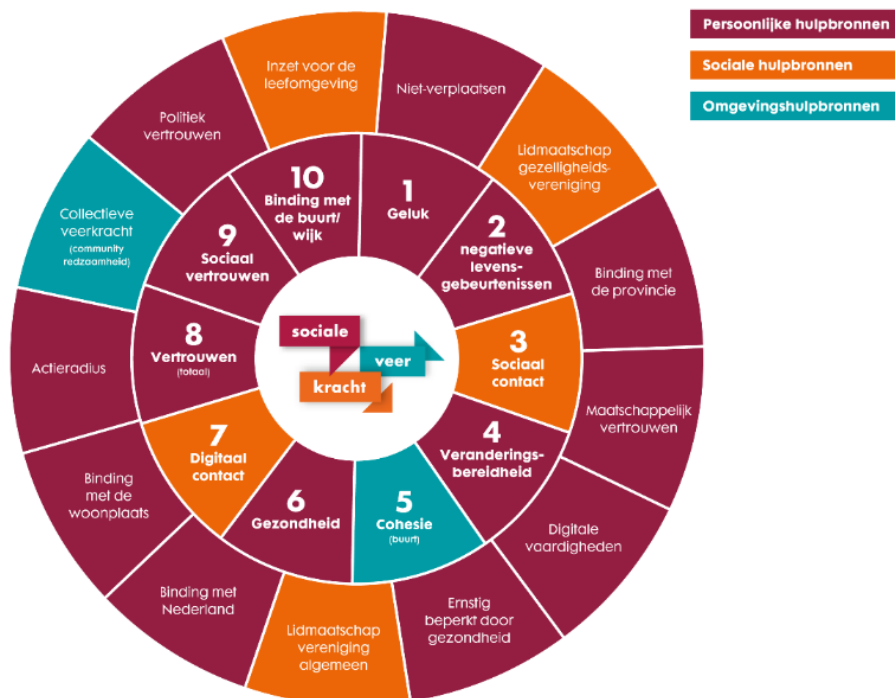 Persoonlijke hulpbronnen
Sociale hulpbronnen
Omgevingshulpbronnen
Inzet voor de
leefomgeving
Niet-verplaatsen
Lidmaatschap
gezelligheids-
vereniging
Binding met
de provincie
Maatschappelijk
vertrouwen
Digitale
vaardigheden
Ernstig
beperkt door
gezondheid
Lidmaatschap
vereniging
algemeen
Binding met
Nederland
Binding
met de
woonplaats
Actieradius
Collectieve
veerkracht
(community
redzaamheid)
Politiek
vertrouwen
1
Geluk
2
negatieve
levens-
gebeurtenissen
3
Sociaal
contact
4
Veranderings-
bereidheid
5
Cohesie
(buurt)
6
Gezondheid
7
Digitaal
contact
8
Vertrouwen
(totaal)
9
Sociaal
vertrouwen
10
Binding met
de buurt/
wijk
sociale
veer
kracht